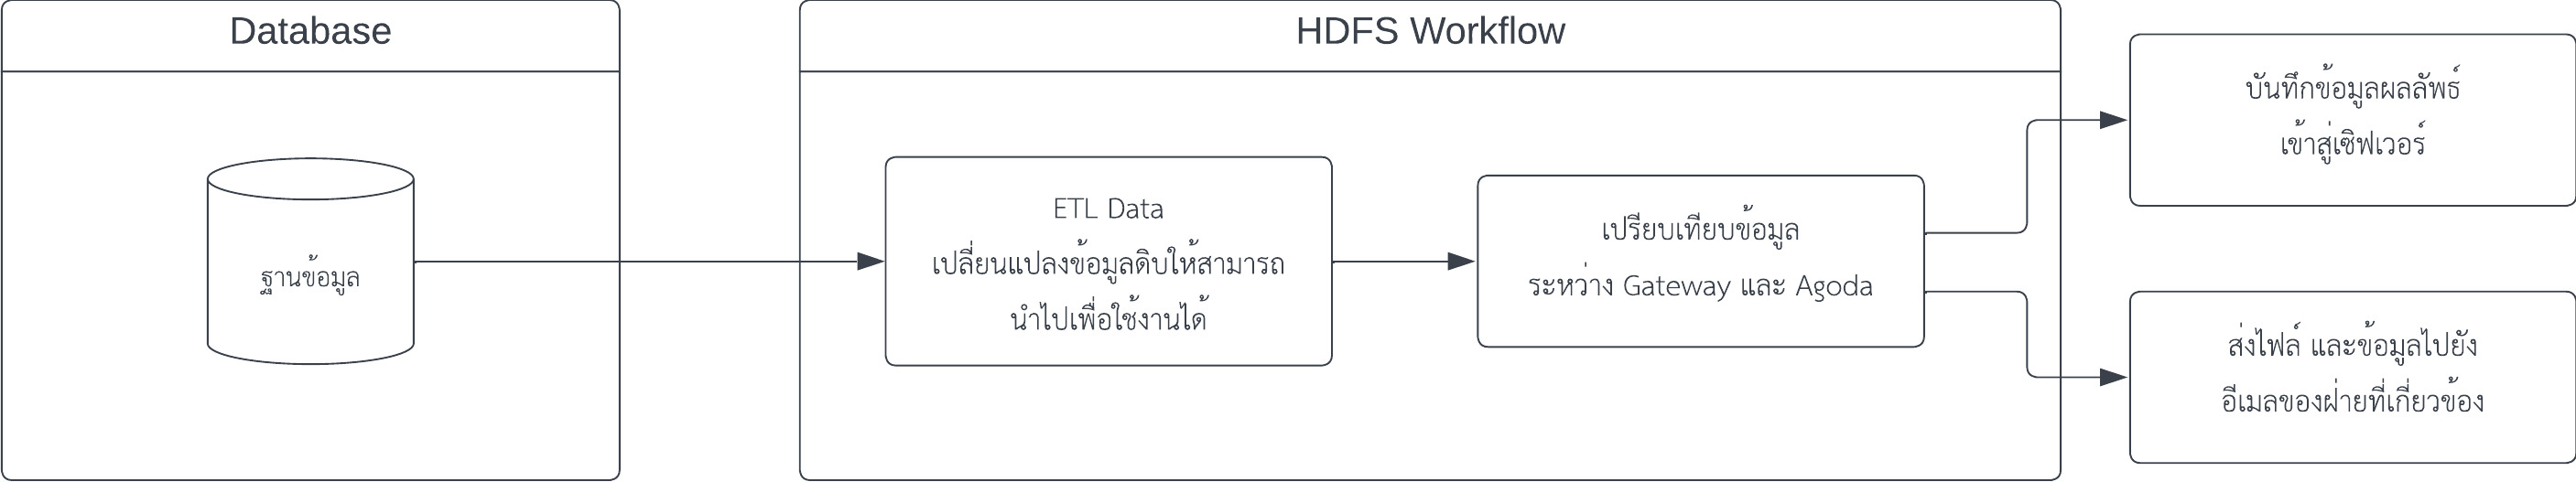 Database
ฐานข้อมูล
HDFS Workflow
ETL Data
เปลี่ยนแปลงข้อมูลดิบให้สามารถ
นำไปเพื่อใช้งานได้
เปรียบเทียบข้อมูล
ระหว่าง Gateway และ Agoda
บันทึกข้อมูลผลลัพธ์
เข้าสู่เซิฟเวอร์
ส่งไฟล์ และข้อมูลไปยัง
อีเมลของฝ่ายที่เกี่ยวข้อง